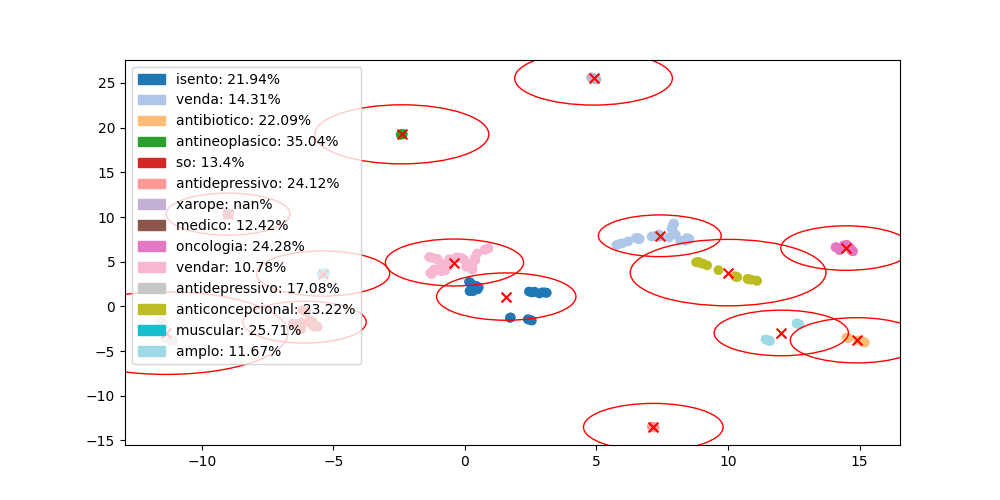 25
20
15
10
5
0
−5
−10
−15
−10
−5
0
5
10
15
isento: 21.94%
venda: 14.31%
antibiotico: 22.09%
antineoplasico: 35.04%
so: 13.4%
antidepressivo: 24.12%
xarope: nan%
medico: 12.42%
oncologia: 24.28%
vendar: 10.78%
antidepressivo: 17.08%
anticoncepcional: 23.22%
muscular: 25.71%
amplo: 11.67%